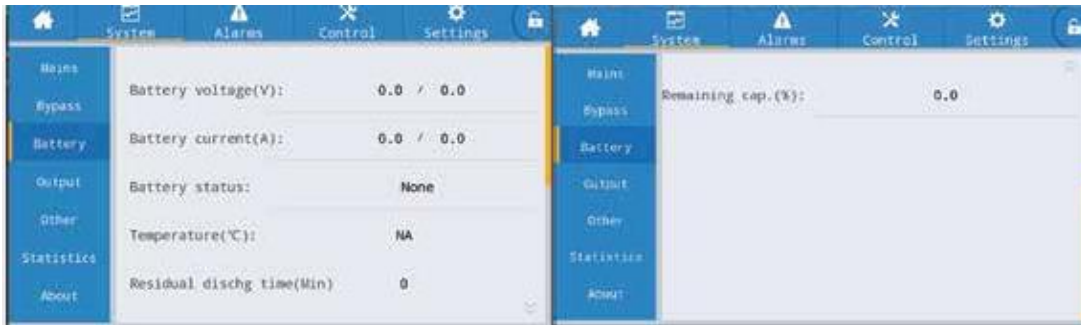 System Alarms Control Settings
Mains
Bypass
Battery
Output
Other
Statistics
About
Battery voltage(V): 0.0 / 0.0
Battery current(A): 0.0 / 0.0
Battery status: None
Temperature(℃): NA
Residual dischg time(Min) 0
System Alarms Control Settings
Mains
Bypass
Battery
Output
Other
Statistics
About
Remaining cap.(%): 0.0